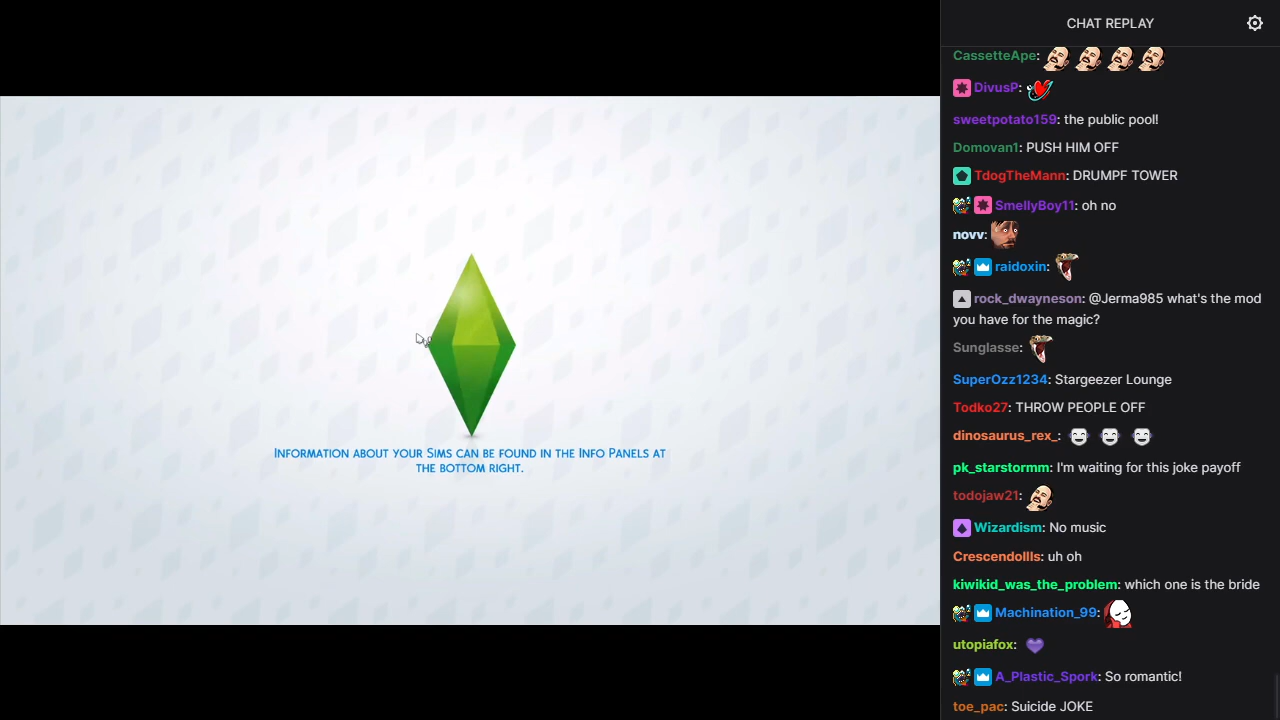 INFORMATION ABOUT YOUR SIMS CAN BE FOUND IN THE INFO PANELS AT
THE BOTTOM RIGHT.
CHAT REPLAY
CassetteApe:
DivusP:
sweetpotato159: the public pool!
Domovan1: PUSH HIM OFF
TdogTheMann: DRUMPF TOWER
SmellyBoy11: oh no
novv:
raidoxin:
rock_dwayneson: @Jerma985 what's the mod
you have for the magic?
Sunglasse:
SuperOzz1234: Stargeezer Lounge
Todko27: THROW PEOPLE OFF
dinosaurus_rex_:
pk_starstormm: I'm waiting for this joke payoff
todojaw21:
Wizardism: No music
Crescendollls: uh oh
kiwikid_was_the_problem: which one is the bride
Machination_99:
utopiafox:
A_Plastic_Spork: So romantic!
toe_pac: Suicide JOKE